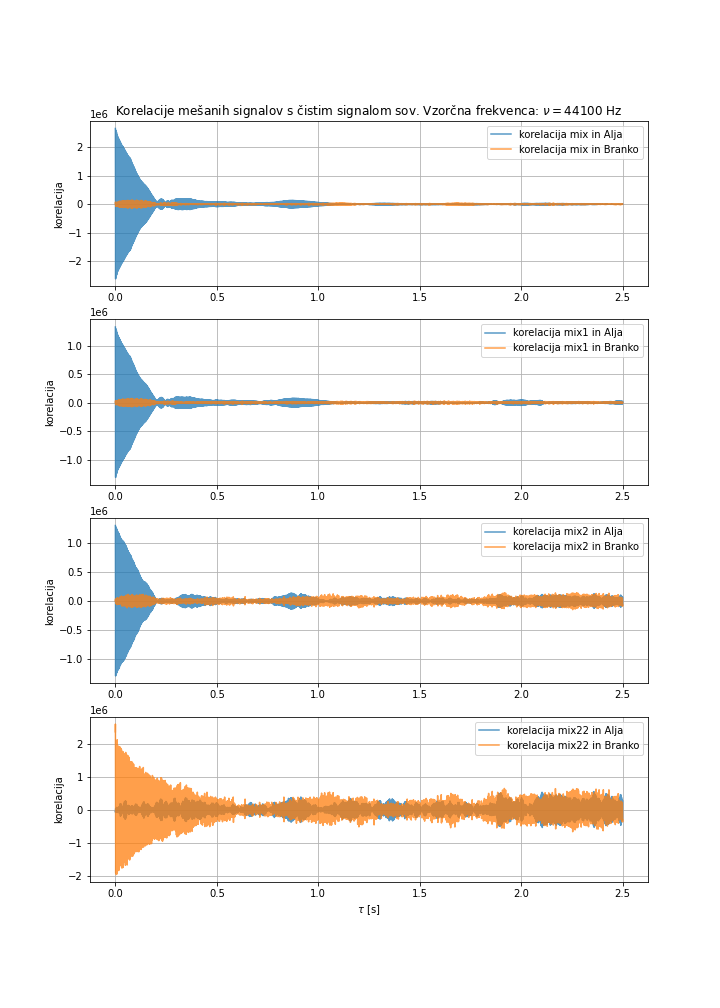 Korelacije mešanih signalov s čistim signalom sov. Vzorčna frekvenca: ν = 44100 Hz
1e6
korelacija mix in Alja
korelacija mix in Branko
korelacija
2
1
0
−1
−2
0.0 0.5 1.0 1.5 2.0 2.5
1e6
korelacija mix1 in Alja
korelacija mix1 in Branko
korelacija
1.0
0.5
0.0
−0.5
−1.0
0.0 0.5 1.0 1.5 2.0 2.5
1e6
korelacija mix2 in Alja
korelacija mix2 in Branko
korelacija
1.0
0.5
0.0
−0.5
−1.0
0.0 0.5 1.0 1.5 2.0 2.5
1e6
korelacija mix22 in Alja
korelacija mix22 in Branko
korelacija
2
1
0
−1
−2
0.0 0.5 1.0 1.5 2.0 2.5
τ [s]